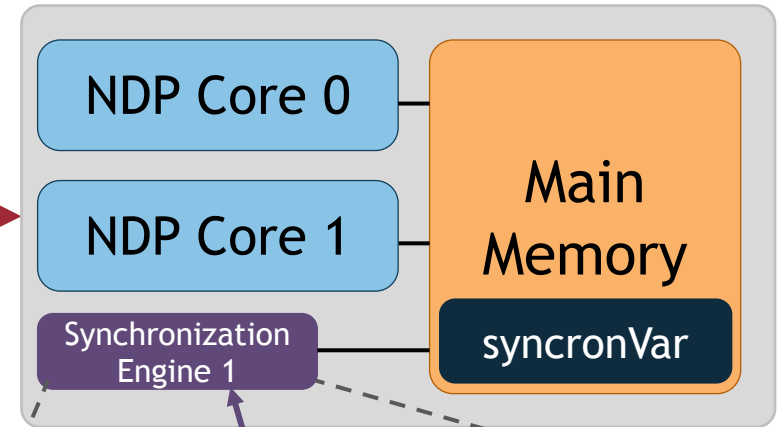 NDP Core 0
NDP Core 1
Synchronization
Engine 1
Main
Memory
syncronVar